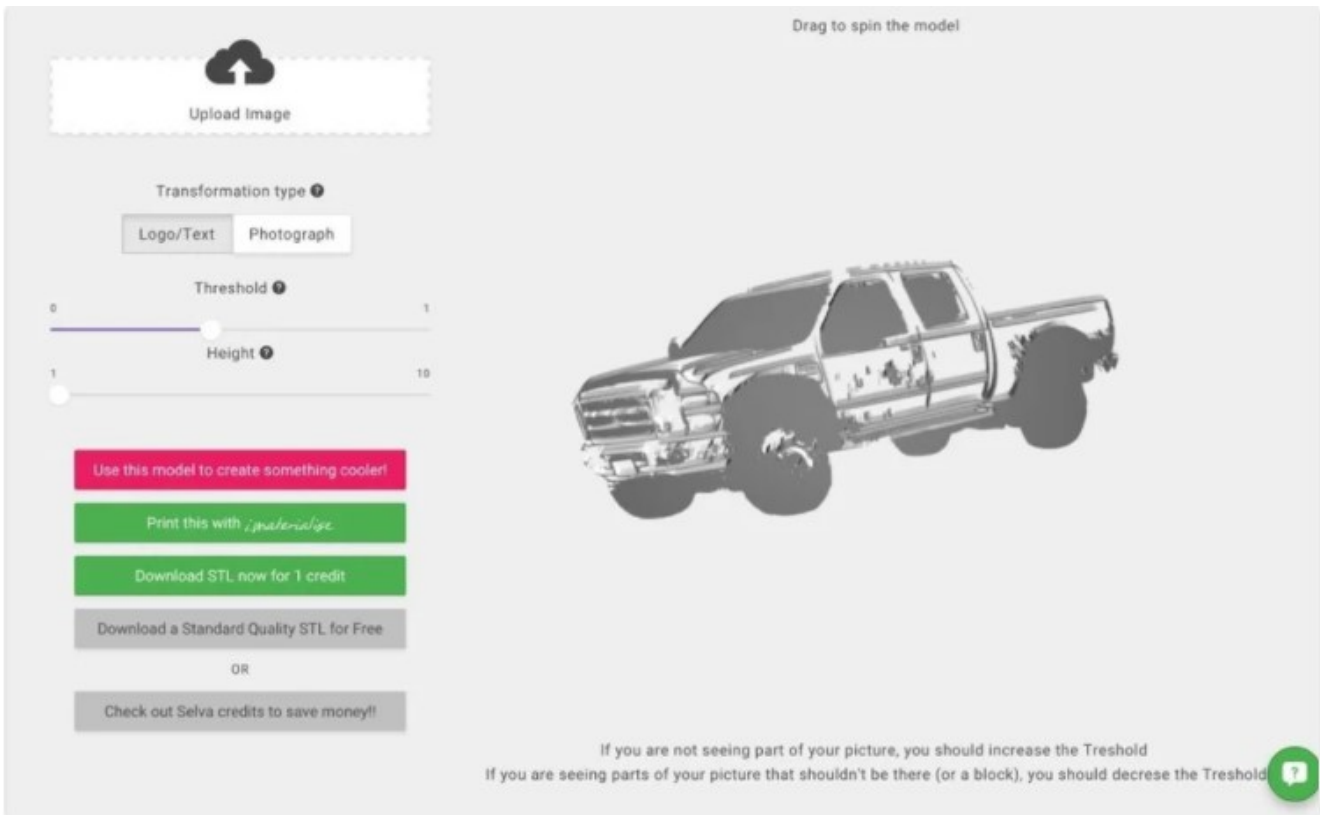 Drag to spin the model
Upload Image
Transformation type ?
Logo/Text Photograph
Threshold ?
0 1
Height ?
1 10
Use this model to create something cooler!
Print this with i.materialise
Download STL now for 1 credit
Download a Standard Quality STL for Free
OR
Check out Selva credits to save money!!
If you are not seeing part of your picture, you should increase the Treshold
If you are seeing parts of your picture that shouldn't be there (or a block), you should decrese the Treshold
?